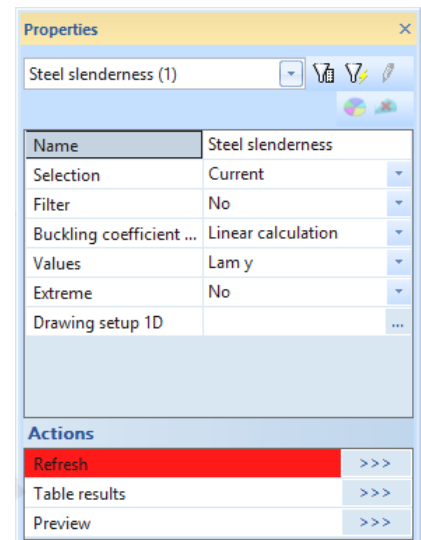 Properties
Steel slenderness (1)
Name Steel slenderness
Selection Current
Filter No
Buckling coefficient ... Linear calculation
Values Lam y
Extreme No
Drawing setup 1D ...
Actions
Refresh >>>
Table results >>>
Preview >>>